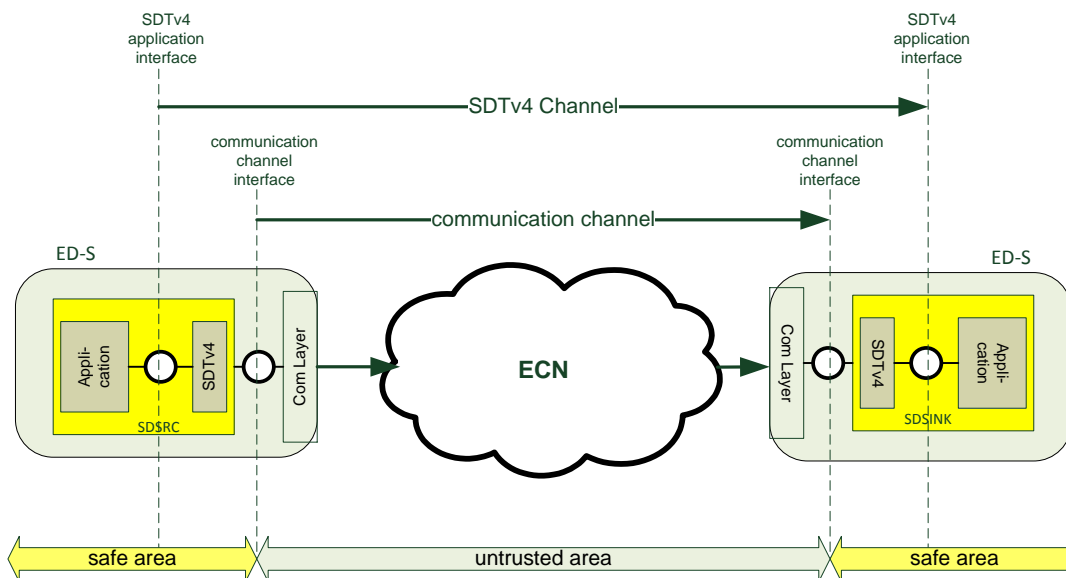 SDTv4
application
interface
SDTv4
application
interface
SDTv4 Channel
communication
channel
interface
communication
channel
interface
communication channel
ED-S
ED-S
Appli-
cation
SDTv4
Com Layer
SDSRC
ECN
Com Layer
SDTv4
Appli-
cation
SDSINK
safe area
untrusted area
safe area